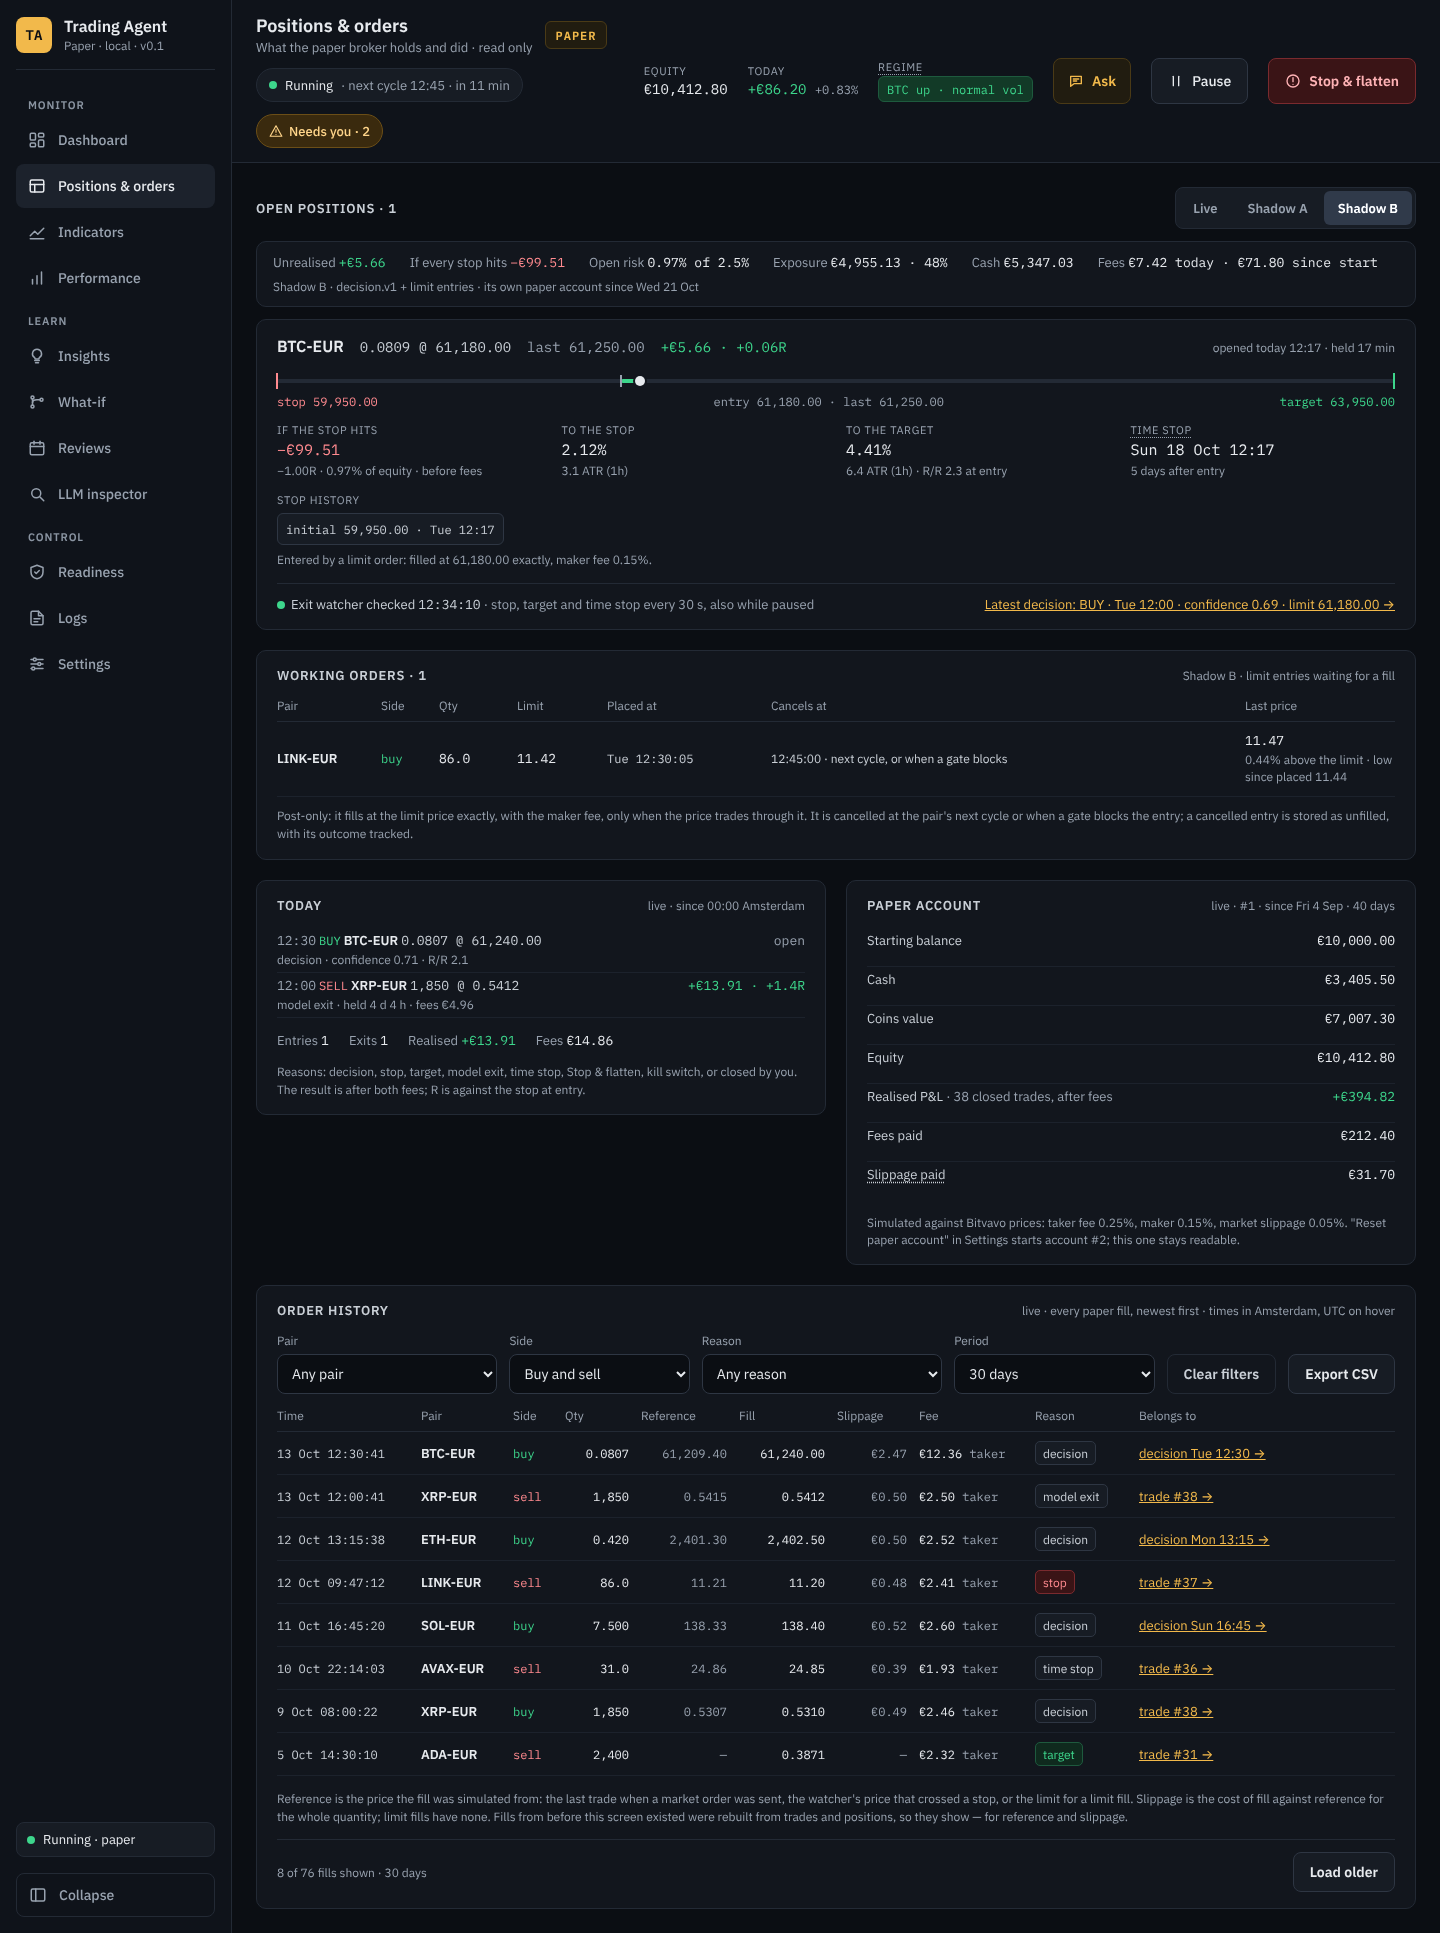 TA
Trading Agent
Paper · local · v0.1
MONITOR
Dashboard
Positions & orders
Indicators
Performance
LEARN
Insights
What-if
Reviews
LLM inspector
CONTROL
Readiness
Logs
Settings
Running · paper
Collapse
Positions & orders
What the paper broker holds and did · read only
PAPER
Running · next cycle 12:45 · in 11 min
Needs you · 2
EQUITY
€10,412.80
TODAY
+€86.20 +0.83%
REGIME
BTC up · normal vol
Ask
Pause
Stop & flatten
OPEN POSITIONS · 1
Live
Shadow A
Shadow B
Unrealised +€5.66 If every stop hits −€99.51 Open risk 0.97% of 2.5% Exposure €4,955.13 · 48% Cash €5,347.03 Fees €7.42 today · €71.80 since start
Shadow B · decision.v1 + limit entries · its own paper account since Wed 21 Oct
BTC-EUR 0.0809 @ 61,180.00 last 61,250.00 +€5.66 · +0.06R
opened today 12:17 · held 17 min
stop 59,950.00
entry 61,180.00 · last 61,250.00
target 63,950.00
IF THE STOP HITS
−€99.51
−1.00R · 0.97% of equity · before fees
TO THE STOP
2.12%
3.1 ATR (1h)
TO THE TARGET
4.41%
6.4 ATR (1h) · R/R 2.3 at entry
TIME STOP
Sun 18 Oct 12:17
5 days after entry
STOP HISTORY
initial 59,950.00 · Tue 12:17
Entered by a limit order: filled at 61,180.00 exactly, maker fee 0.15%.
Exit watcher checked 12:34:10 · stop, target and time stop every 30 s, also while paused
Latest decision: BUY · Tue 12:00 · confidence 0.69 · limit 61,180.00 →
WORKING ORDERS · 1
Shadow B · limit entries waiting for a fill
Pair Side Qty Limit Placed at Cancels at Last price
LINK-EUR buy 86.0 11.42 Tue 12:30:05 12:45:00 · next cycle, or when a gate blocks
11.47
0.44% above the limit · low
since placed 11.44
Post-only: it fills at the limit price exactly, with the maker fee, only when the price trades through it. It is cancelled at the pair's next cycle or when a gate blocks the entry; a cancelled entry is stored as unfilled,
with its outcome tracked.
TODAY
live · since 00:00 Amsterdam
12:30 BUY BTC-EUR 0.0807 @ 61,240.00 open
decision · confidence 0.71 · R/R 2.1
12:00 SELL XRP-EUR 1,850 @ 0.5412 +€13.91 · +1.4R
model exit · held 4 d 4 h · fees €4.96
Entries 1 Exits 1 Realised +€13.91 Fees €14.86
Reasons: decision, stop, target, model exit, time stop, Stop & flatten, kill switch, or closed by you.
The result is after both fees; R is against the stop at entry.
PAPER ACCOUNT
live · #1 · since Fri 4 Sep · 40 days
Starting balance €10,000.00
Cash €3,405.50
Coins value €7,007.30
Equity €10,412.80
Realised P&L · 38 closed trades, after fees +€394.82
Fees paid €212.40
Slippage paid €31.70
Simulated against Bitvavo prices: taker fee 0.25%, maker 0.15%, market slippage 0.05%. "Reset
paper account" in Settings starts account #2; this one stays readable.
ORDER HISTORY
live · every paper fill, newest first · times in Amsterdam, UTC on hover
Pair Side Reason Period
Any pair Buy and sell Any reason 30 days Clear filters Export CSV
Time Pair Side Qty Reference Fill Slippage Fee Reason Belongs to
13 Oct 12:30:41 BTC-EUR buy 0.0807 61,209.40 61,240.00 €2.47 €12.36 taker decision decision Tue 12:30 →
13 Oct 12:00:41 XRP-EUR sell 1,850 0.5415 0.5412 €0.50 €2.50 taker model exit trade #38 →
12 Oct 13:15:38 ETH-EUR buy 0.420 2,401.30 2,402.50 €0.50 €2.52 taker decision decision Mon 13:15 →
12 Oct 09:47:12 LINK-EUR sell 86.0 11.21 11.20 €0.48 €2.41 taker stop trade #37 →
11 Oct 16:45:20 SOL-EUR buy 7.500 138.33 138.40 €0.52 €2.60 taker decision decision Sun 16:45 →
10 Oct 22:14:03 AVAX-EUR sell 31.0 24.86 24.85 €0.39 €1.93 taker time stop trade #36 →
9 Oct 08:00:22 XRP-EUR buy 1,850 0.5307 0.5310 €0.49 €2.46 taker decision trade #38 →
5 Oct 14:30:10 ADA-EUR sell 2,400 — 0.3871 — €2.32 taker target trade #31 →
Reference is the price the fill was simulated from: the last trade when a market order was sent, the watcher's price that crossed a stop, or the limit for a limit fill. Slippage is the cost of fill against reference for
the whole quantity; limit fills have none. Fills from before this screen existed were rebuilt from trades and positions, so they show — for reference and slippage.
8 of 76 fills shown · 30 days
Load older